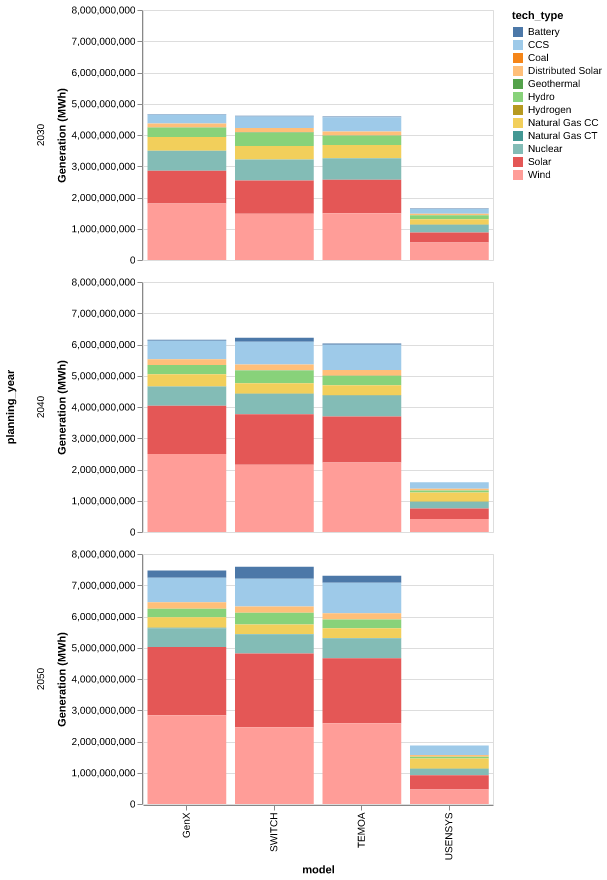 tech_type
Battery
CCS
Coal
Distributed Solar
Geothermal
Hydro
Hydrogen
Natural Gas CC
Natural Gas CT
Nuclear
Solar
Wind
planning_year
2030
Generation (MWh)
8,000,000,000
7,000,000,000
6,000,000,000
5,000,000,000
4,000,000,000
3,000,000,000
2,000,000,000
1,000,000,000
0
2040
Generation (MWh)
8,000,000,000
7,000,000,000
6,000,000,000
5,000,000,000
4,000,000,000
3,000,000,000
2,000,000,000
1,000,000,000
0
2050
Generation (MWh)
8,000,000,000
7,000,000,000
6,000,000,000
5,000,000,000
4,000,000,000
3,000,000,000
2,000,000,000
1,000,000,000
0
GenX
SWITCH
TEMOA
USENSYS
model